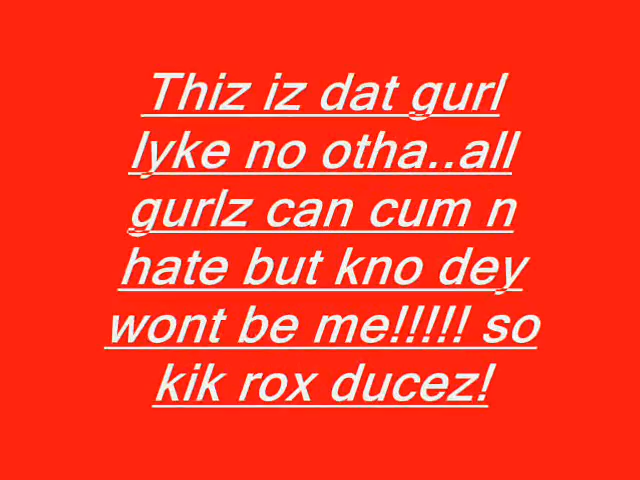 Thiz iz dat gurl
lyke no otha..all
gurlz can cum n
hate but kno dey
wont be me!!!!! so
kik rox ducez!